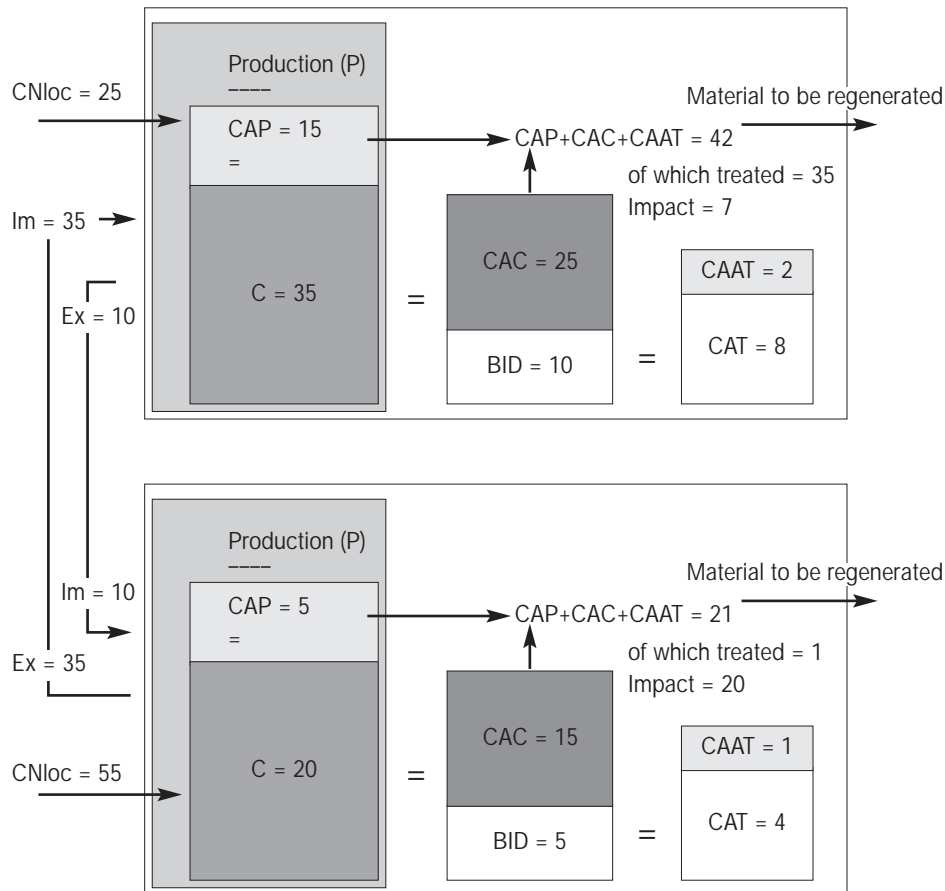 Production (P)
----
CNloc = 25
Material to be regenerated
CAP = 15
=
CAP+CAC+CAAT = 42
of which treated = 35
Impact = 7
Im = 35
CAC = 25
CAAT = 2
C = 35
=
Ex = 10
BID = 10
=
CAT = 8
Production (P)
----
Material to be regenerated
Im = 10
CAP = 5
=
CAP+CAC+CAAT = 21
of which treated = 1
Impact = 20
Ex = 35
CAC = 15
CAAT = 1
CNloc = 55
C = 20
=
BID = 5
=
CAT = 4